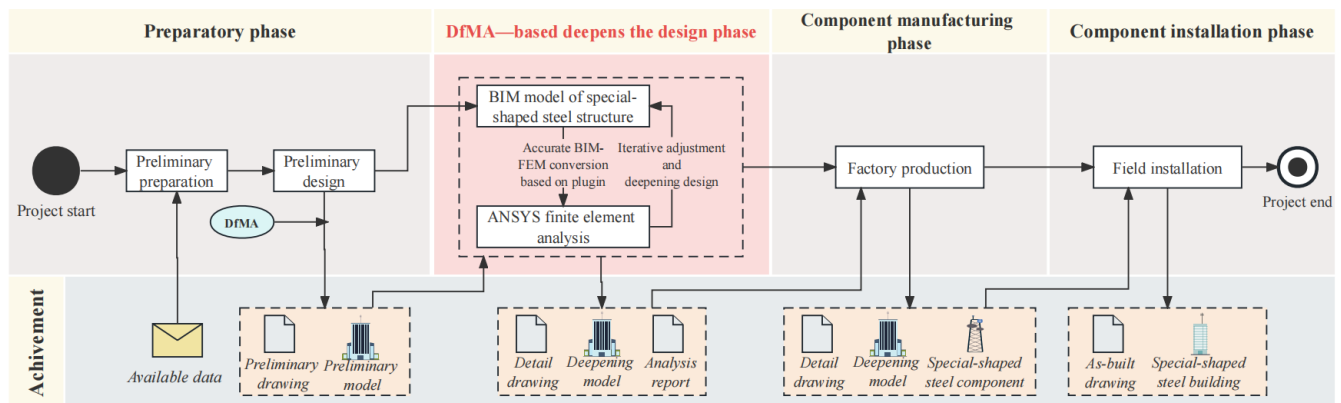 Preparatory phase
DfMA—based deepens the design phase
Component manufacturing
phase
Component installation phase
Project start
Preliminary
preparation
Preliminary
design
DfMA
BIM model of special-
shaped steel structure
Accurate BIM-
FEM conversion
based on plugin
Iterative adjustment
and
deepening design
ANSYS finite element
analysis
Factory production
Field installation
Project end
Achivement
Available data
Preliminary
drawing
Preliminary
model
Detail
drawing
Deepening
model
Analysis
report
Detail
drawing
Deepening
model
Special-shaped
steel component
As-built
drawing
Special-shaped
steel building